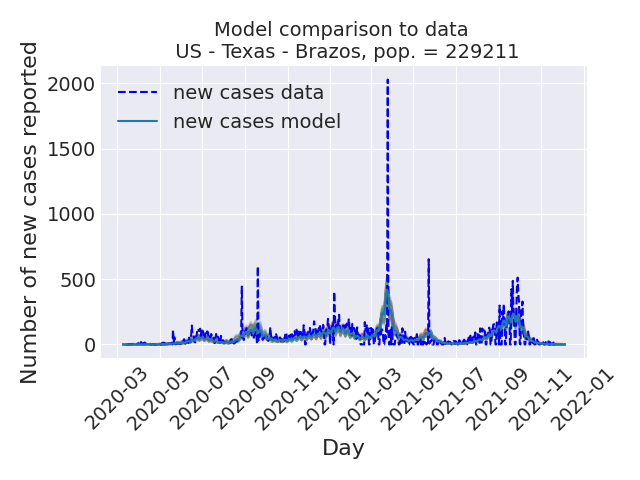 Model comparison to data
US - Texas - Brazos, pop. = 229211
Number of new cases reported
2000
1500
1000
500
0
new cases data
new cases model
2020-03
2020-05
2020-07
2020-09
2020-11
2021-01
2021-03
2021-05
2021-07
2021-09
2021-11
2022-01
Day